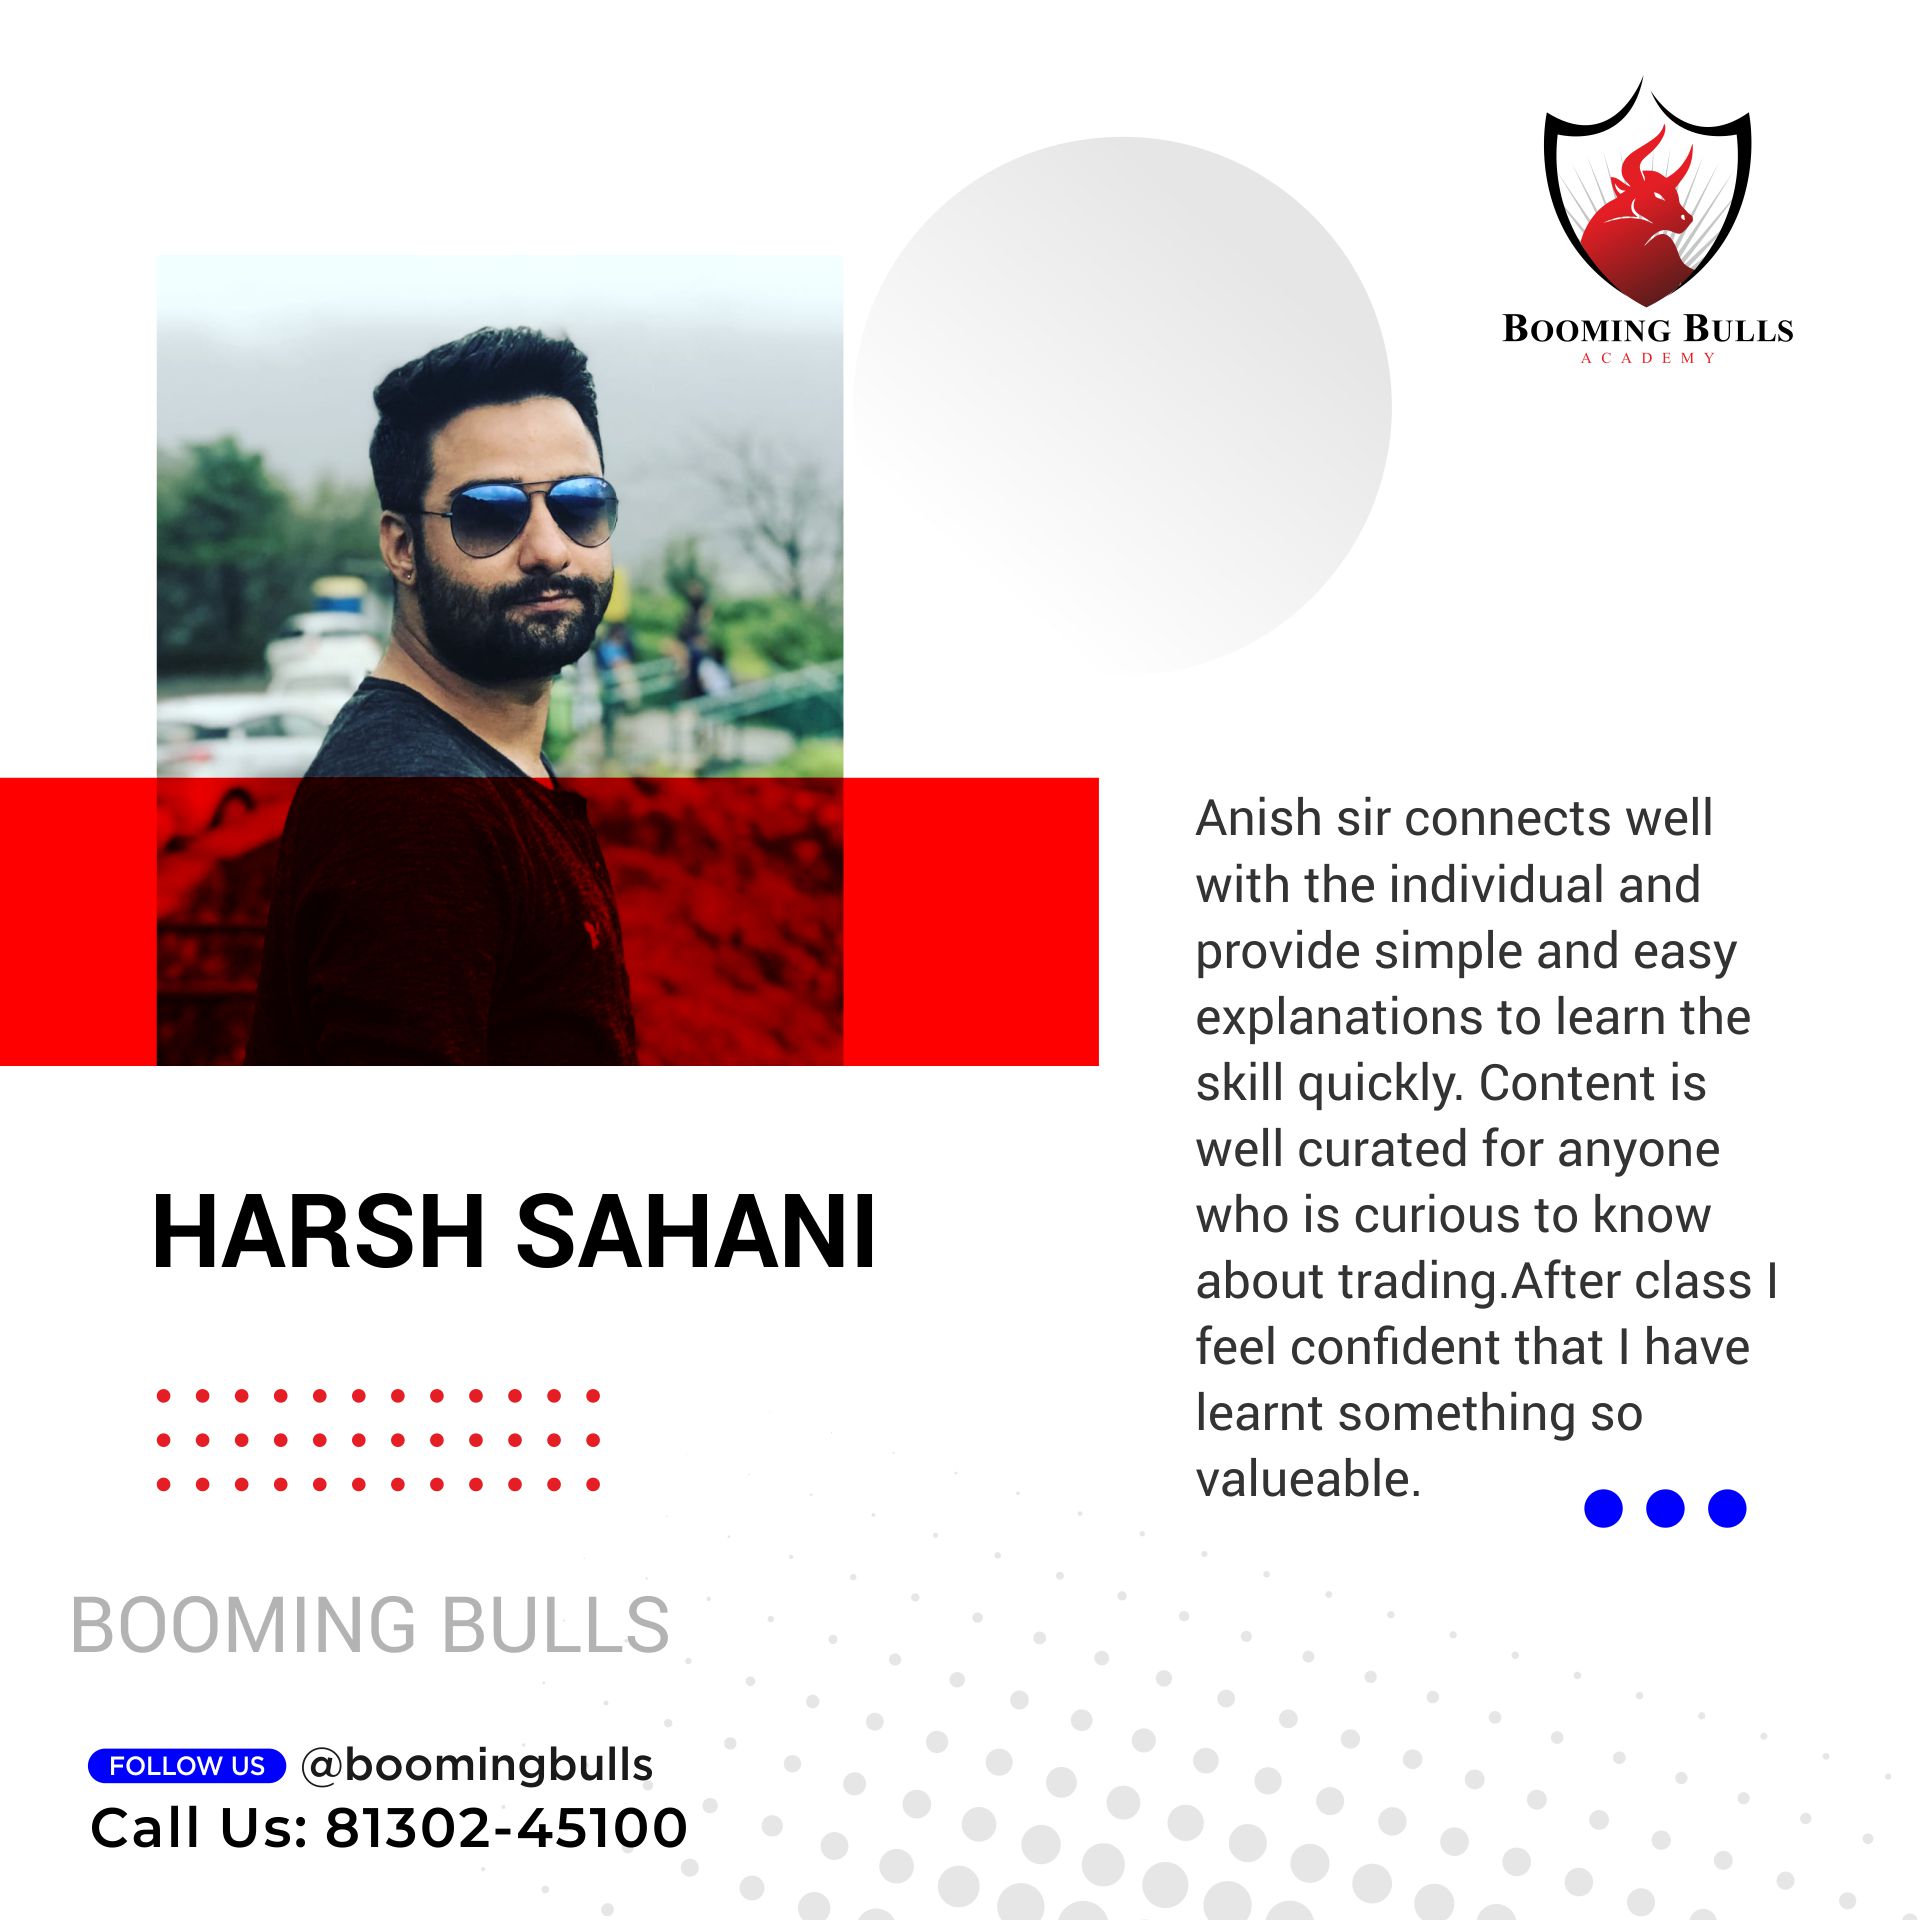 BOOMING BULLS
ACADEMY
Anish sir connects well
with the individual and
provide simple and easy
explanations to learn the
skill quickly. Content is
well curated for anyone
who is curious to know
about trading.After class I
feel confident that I have
learnt something so
valueable.
HARSH SAHANI
BOOMING BULLS
FOLLOW US @boomingbulls
Call Us: 81302-45100